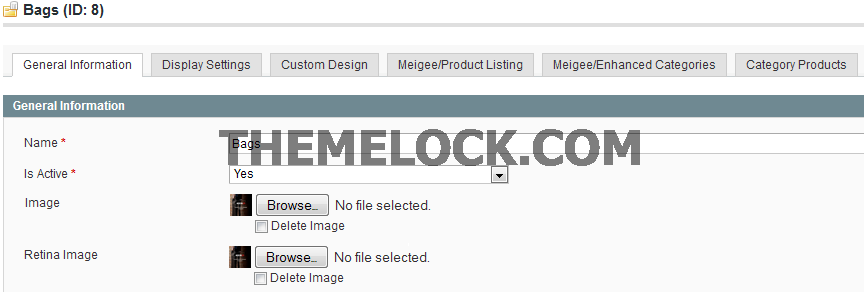 Bags (ID: 8)
General Information Display Settings Custom Design Meigee/Product Listing Meigee/Enhanced Categories Category Products
General Information
THEMELOCK.COM
Name * Bags
Is Active * Yes
Image Browse... No file selected.
Delete Image
Retina Image Browse... No file selected.
Delete Image